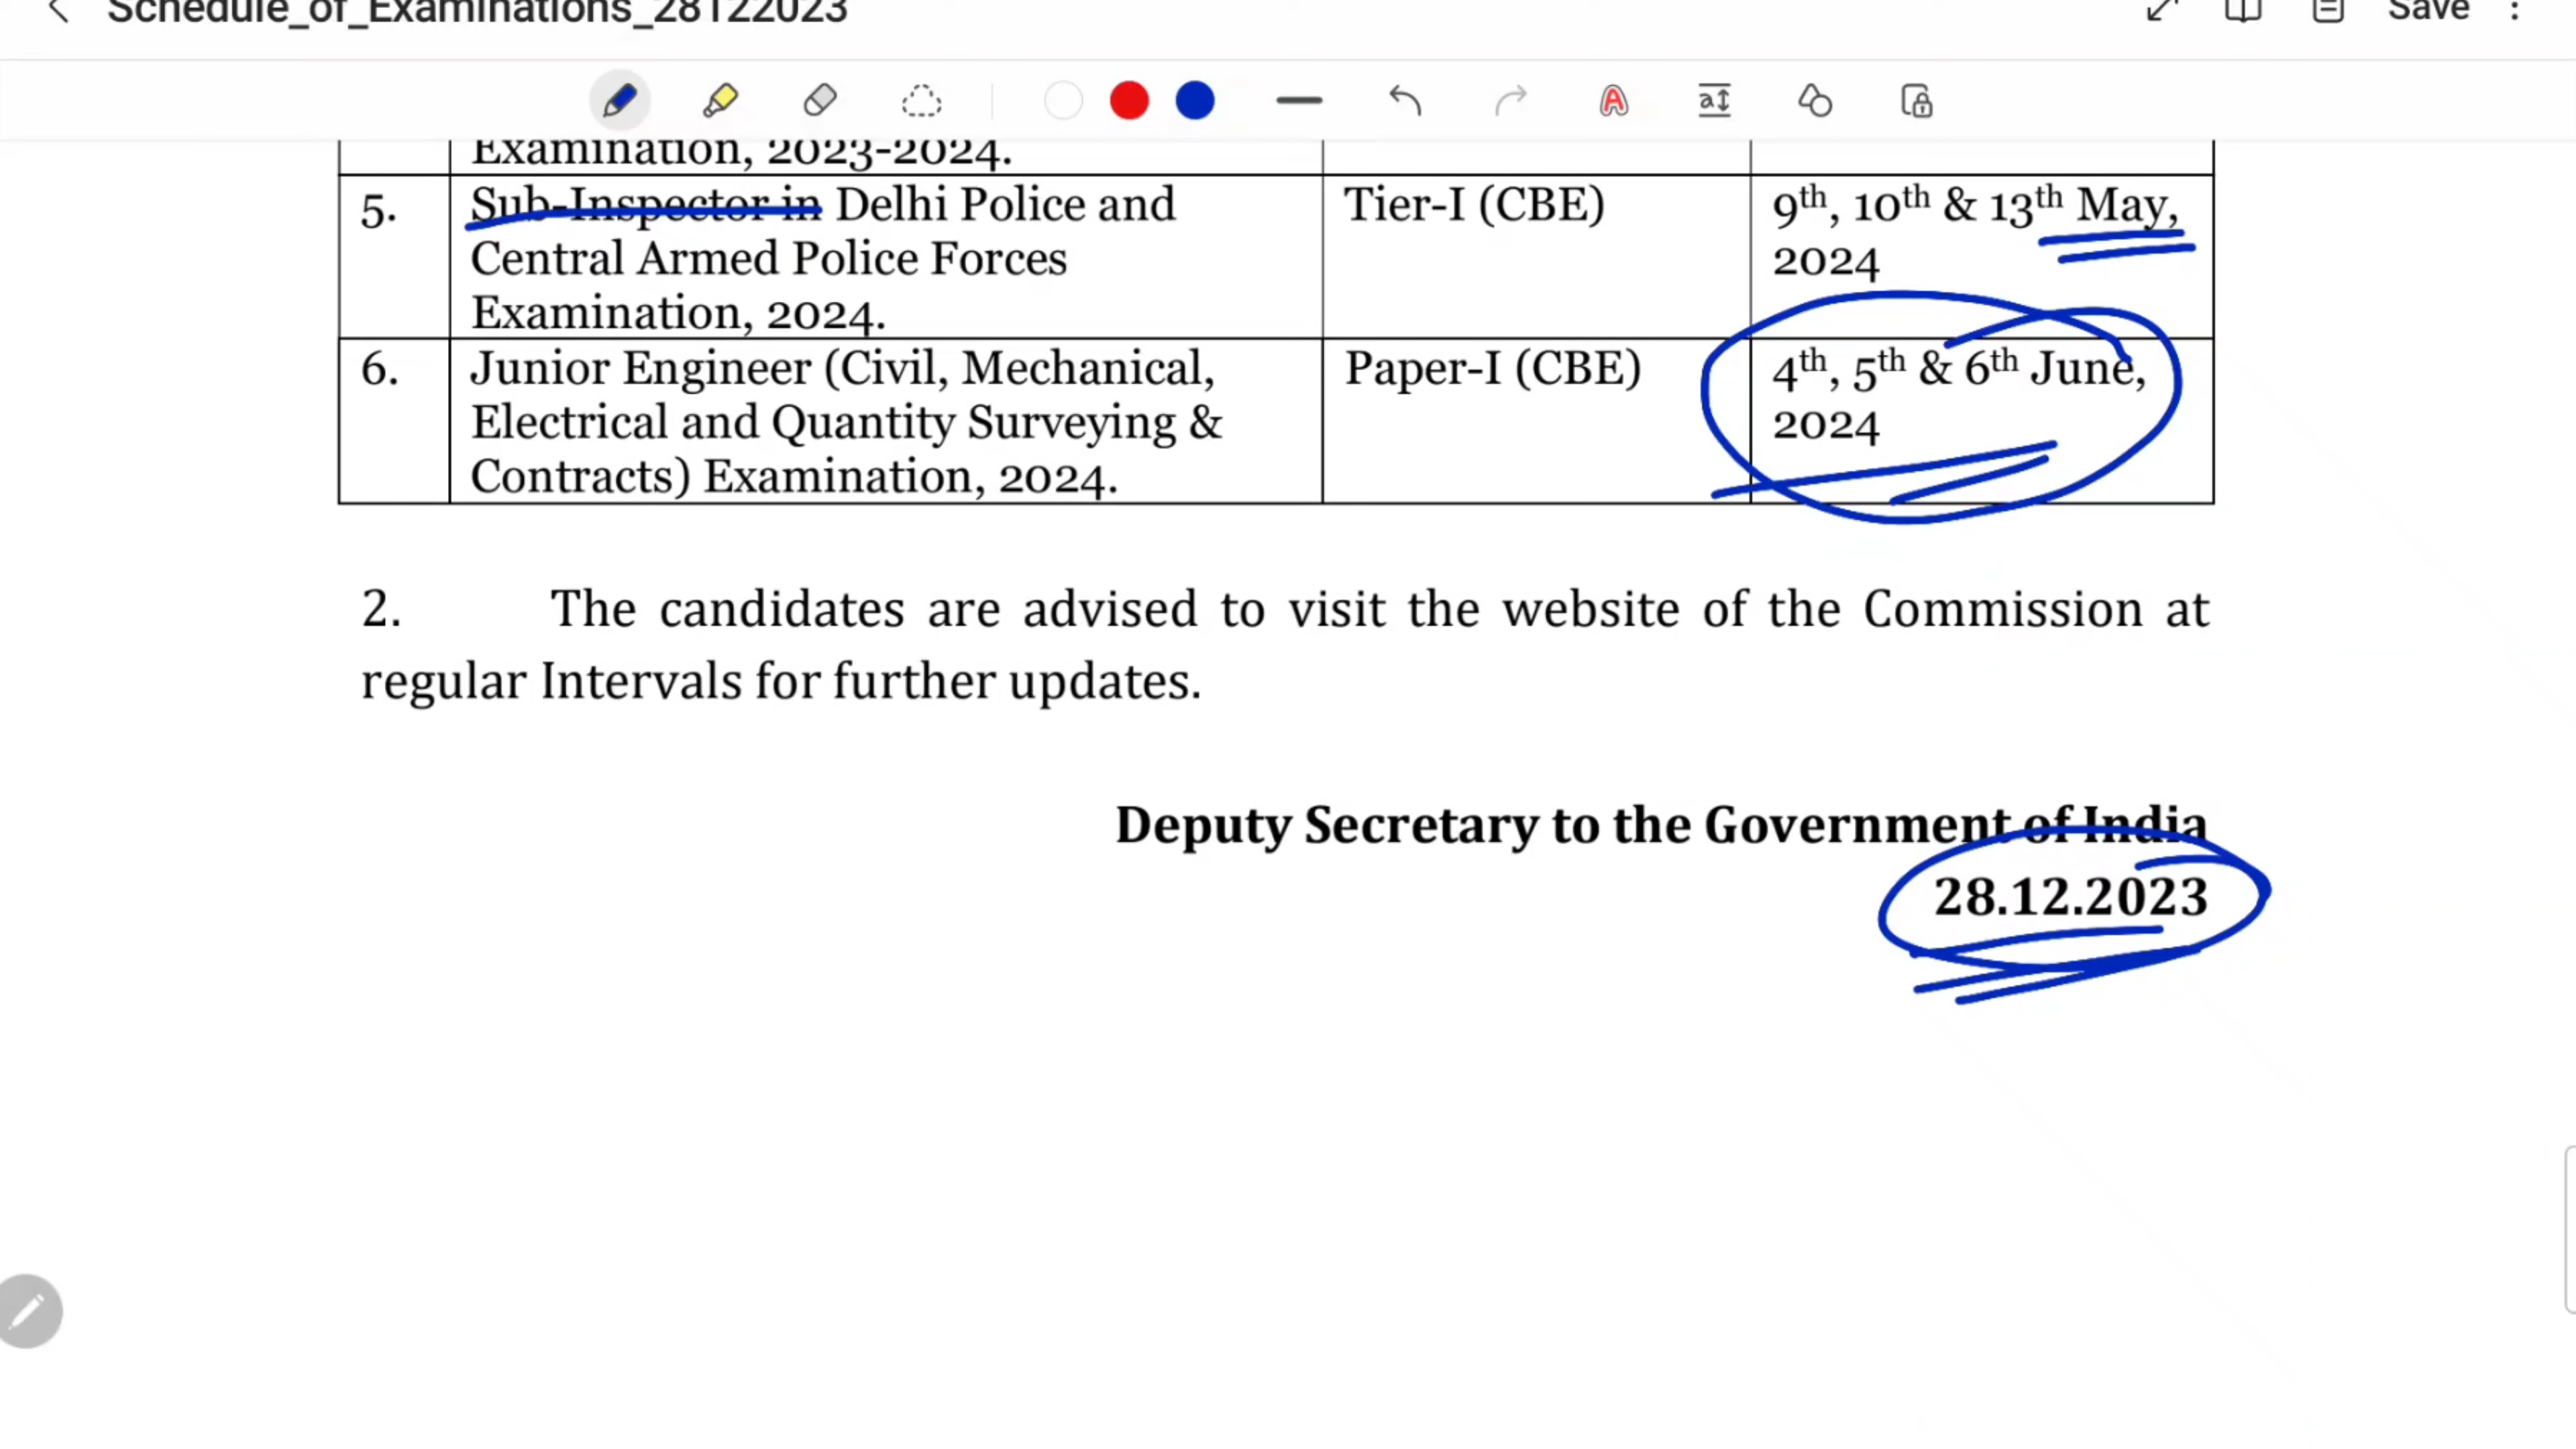 Schedule_of_Examinations_28122023
Save
Examination, 2023-2024.
5. Sub-Inspector in Delhi Police and Tier-I (CBE) 9th, 10th & 13th May,
Central Armed Police Forces 2024
Examination, 2024.
6. Junior Engineer (Civil, Mechanical, Paper-I (CBE) 4th, 5th & 6th June,
Electrical and Quantity Surveying & 2024
Contracts) Examination, 2024.
2. The candidates are advised to visit the website of the Commission at
regular Intervals for further updates.
Deputy Secretary to the Government of India
28.12.2023